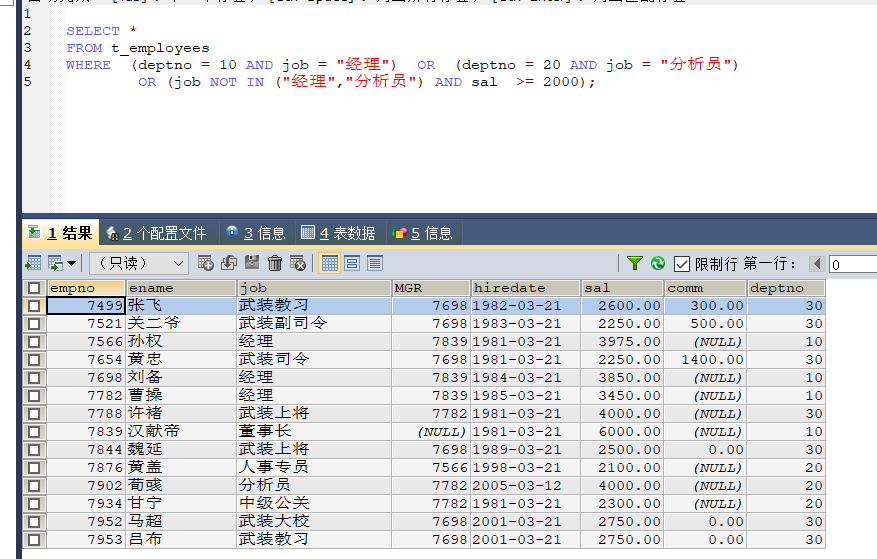 1
2 SELECT *
3 FROM t_employees
4 WHERE (deptno = 10 AND job = "经理") OR (deptno = 20 AND job = "分析员")
5 OR (job NOT IN ("经理","分析员") AND sal >= 2000);
1 结果 2 个配置文件 3 信息 4 表数据 5 信息
（只读） 限制行 第一行： 0
empno ename job MGR hiredate sal comm deptno
7499 张飞 武装教习 7698 1982-03-21 2600.00 300.00 30
7521 关二爷 武装副司令 7698 1983-03-21 2250.00 500.00 30
7566 孙权 经理 7839 1981-03-21 3975.00 (NULL) 10
7654 黄忠 武装司令 7698 1981-03-21 2250.00 1400.00 30
7698 刘备 经理 7839 1984-03-21 3850.00 (NULL) 10
7782 曹操 经理 7839 1985-03-21 3450.00 (NULL) 10
7788 许褚 武装上将 7782 1981-03-21 4000.00 (NULL) 30
7839 汉献帝 董事长 (NULL) 1981-03-21 6000.00 (NULL) 10
7844 魏延 武装上将 7698 1989-03-21 2500.00 0.00 30
7876 黄盖 人事专员 7566 1998-03-21 2100.00 (NULL) 20
7902 荀彧 分析员 7782 2005-03-12 4000.00 (NULL) 20
7934 甘宁 中级公关 7782 1981-03-21 2300.00 (NULL) 20
7952 马超 武装大校 7698 2001-03-21 2750.00 0.00 30
7953 吕布 武装教习 7698 2001-03-21 2750.00 0.00 30